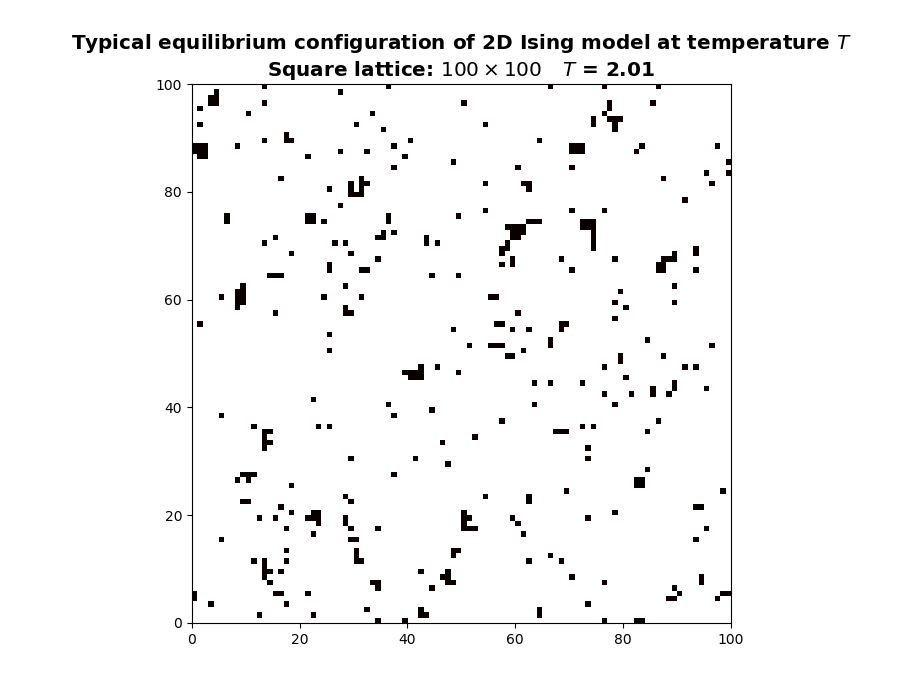 Typical equilibrium configuration of 2D Ising model at temperature T
Square lattice: 100 × 100 T = 2.01
100
80
60
40
20
0
0 20 40 60 80 100